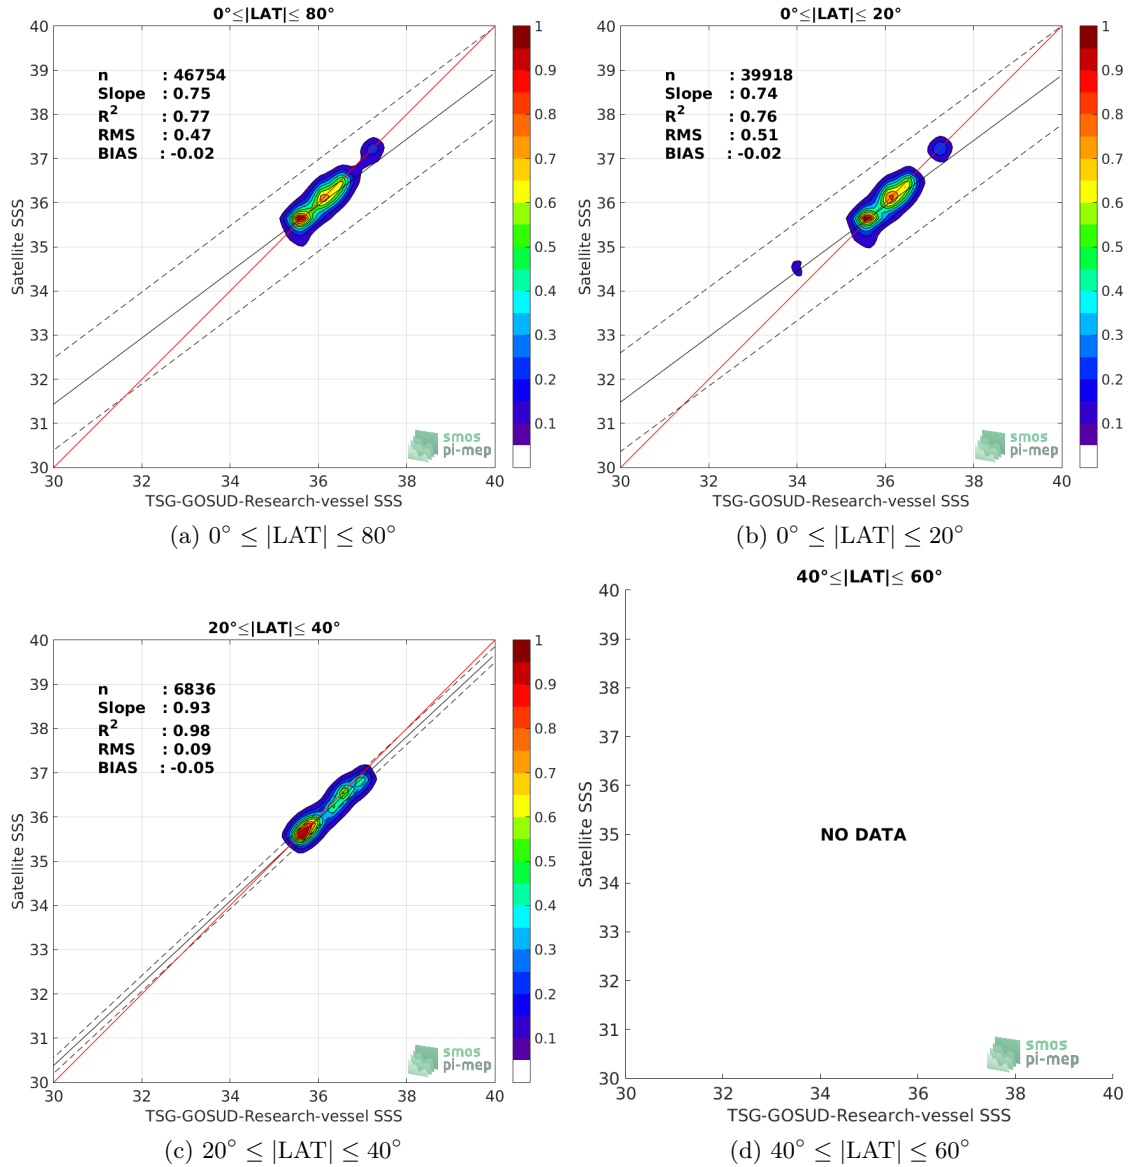 0°≤|LAT|≤ 80°
40
39
38
37
36
35
34
33
32
31
30
n : 46754
Slope : 0.75
R2 : 0.77
RMS : 0.47
BIAS : -0.02
Satellite SSS
smos
pi-mep
30 32 34 36 38 40
TSG-GOSUD-Research-vessel SSS
1
0.9
0.8
0.7
0.6
0.5
0.4
0.3
0.2
0.1
(a) 0° ≤ |LAT| ≤ 80°
0°≤|LAT|≤ 20°
40
39
38
37
36
35
34
33
32
31
30
n : 39918
Slope : 0.74
R2 : 0.76
RMS : 0.51
BIAS : -0.02
Satellite SSS
smos
pi-mep
30 32 34 36 38 40
TSG-GOSUD-Research-vessel SSS
1
0.9
0.8
0.7
0.6
0.5
0.4
0.3
0.2
0.1
(b) 0° ≤ |LAT| ≤ 20°
20°≤|LAT|≤ 40°
40
39
38
37
36
35
34
33
32
31
30
n : 6836
Slope : 0.93
R2 : 0.98
RMS : 0.09
BIAS : -0.05
Satellite SSS
smos
pi-mep
30 32 34 36 38 40
TSG-GOSUD-Research-vessel SSS
1
0.9
0.8
0.7
0.6
0.5
0.4
0.3
0.2
0.1
(c) 20° ≤ |LAT| ≤ 40°
40°≤|LAT|≤ 60°
40
39
38
37
36
35
34
33
32
31
30
Satellite SSS
NO DATA
smos
pi-mep
30 32 34 36 38 40
TSG-GOSUD-Research-vessel SSS
(d) 40° ≤ |LAT| ≤ 60°